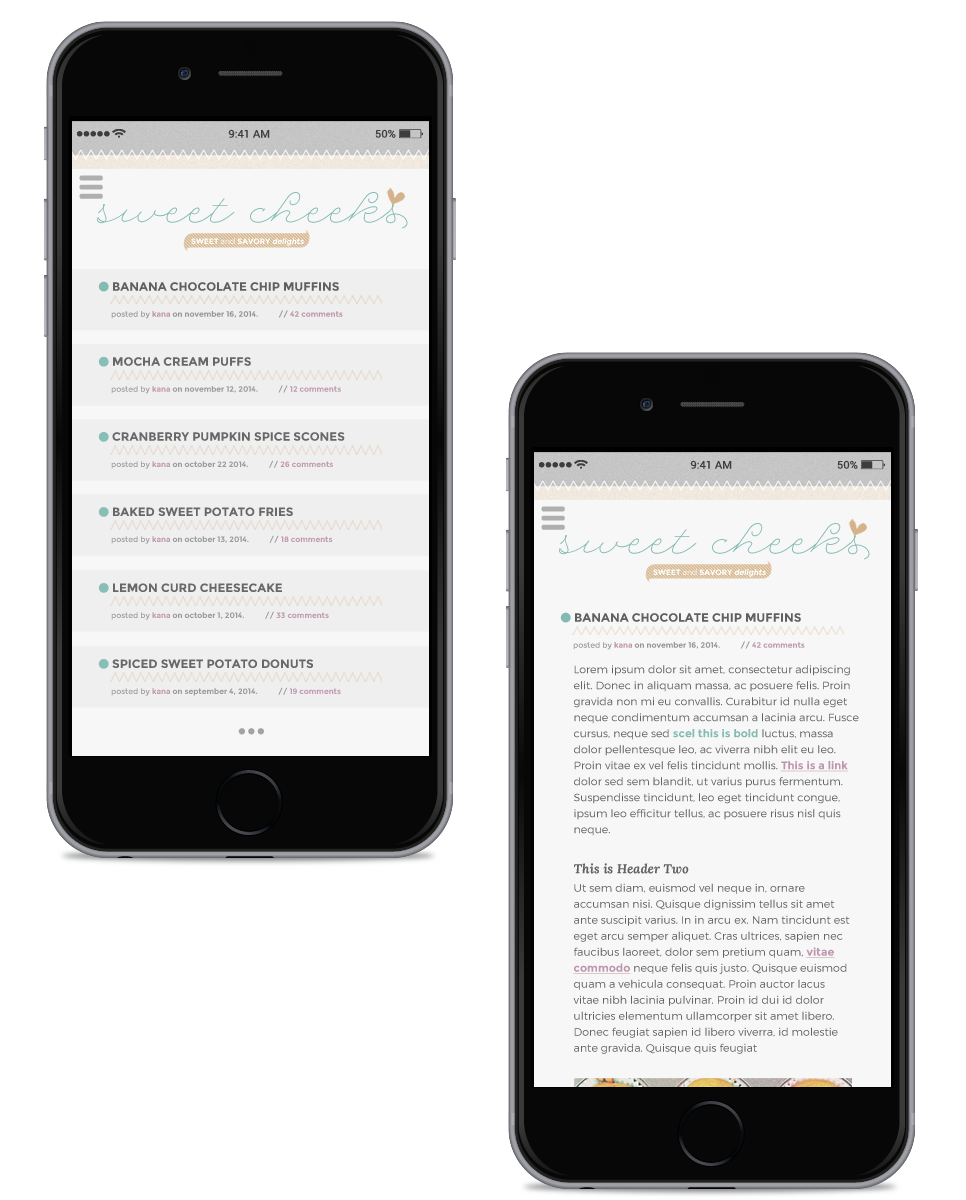 9:41 AM 50%
sweet cheeks
SWEET and SAVORY delights
BANANA CHOCOLATE CHIP MUFFINS
posted by kana on november 16, 2014. // 42 comments
MOCHA CREAM PUFFS
posted by kana on november 12, 2014. // 12 comments
CRANBERRY PUMPKIN SPICE SCONES
posted by kana on october 22 2014. // 26 comments
BAKED SWEET POTATO FRIES
posted by kana on october 13, 2014. // 18 comments
LEMON CURD CHEESECAKE
posted by kana on october 1, 2014. // 33 comments
SPICED SWEET POTATO DONUTS
posted by kana on september 4, 2014. // 19 comments
9:41 AM 50%
sweet cheeks
SWEET and SAVORY delights
BANANA CHOCOLATE CHIP MUFFINS
posted by kana on november 16, 2014. // 42 comments
Lorem ipsum dolor sit amet, consectetur adipiscing
elit. Donec in aliquam massa, ac posuere felis. Proin
gravida non mi eu convallis. Curabitur id nulla eget
neque condimentum accumsan a lacinia arcu. Fusce
cursus, neque sed scel this is bold luctus, massa
dolor pellentesque leo, ac viverra nibh elit eu leo.
Proin vitae ex vel felis tincidunt mollis. This is a link
dolor sed sem blandit, ut varius purus fermentum.
Suspendisse tincidunt, leo eget tincidunt congue,
ipsum leo efficitur tellus, ac posuere risus nisl quis
neque.
This is Header Two
Ut sem diam, euismod vel neque in, ornare
accumsan nisi. Quisque dignissim tellus sit amet
ante suscipit varius. In in arcu ex. Nam tincidunt est
eget arcu semper aliquet. Cras ultrices, sapien nec
faucibus laoreet, dolor sem pretium quam, vitae
commodo neque felis quis justo. Quisque euismod
quam a vehicula consequat. Proin auctor lacus
vitae nibh lacinia pulvinar. Proin id dui id dolor
ultricies elementum ullamcorper sit amet libero.
Donec feugiat sapien id libero viverra, id molestie
ante gravida. Quisque quis feugiat